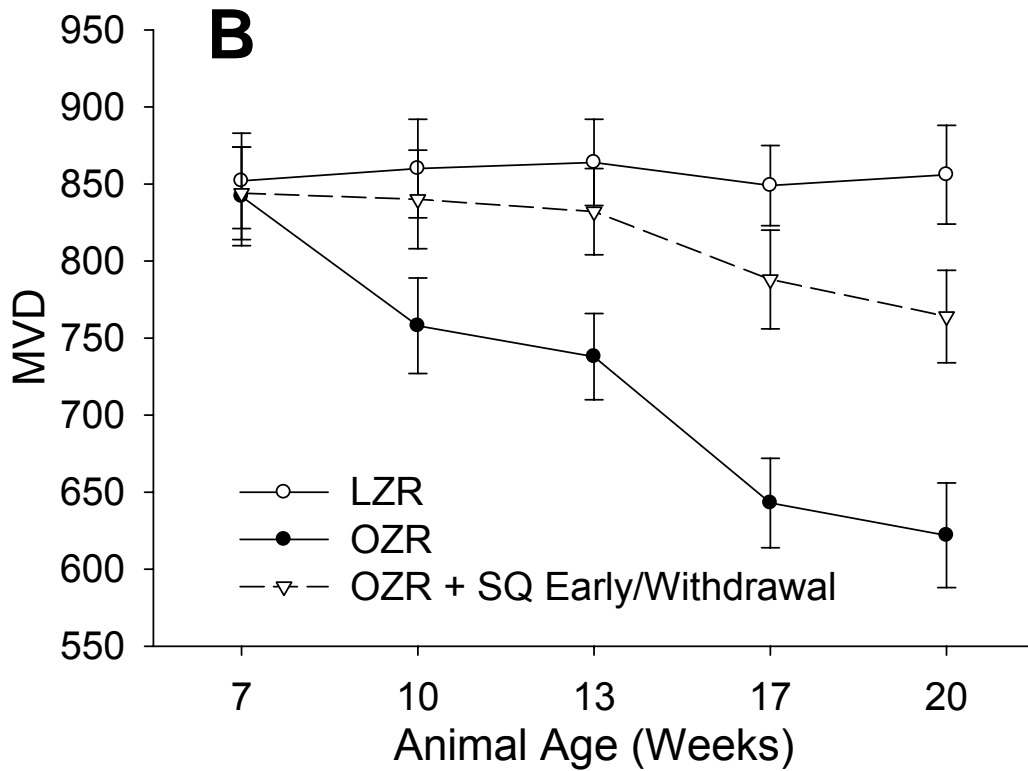 B
950
900
850
800
750
700
650
600
550
MVD
LZR
OZR
OZR + SQ Early/Withdrawal
7 10 13 17 20
Animal Age (Weeks)